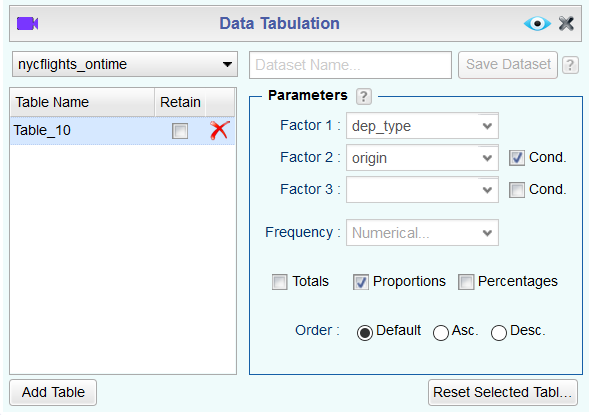 Data Tabulation
nycflights_ontime
Dataset Name...
Save Dataset
?
Table Name
Retain
Table_10
Parameters ?
Factor 1 : dep_type
Factor 2 : origin Cond.
Factor 3 : Cond.
Frequency : Numerical...
Totals Proportions Percentages
Order : Default Asc. Desc.
Add Table
Reset Selected Tabl...